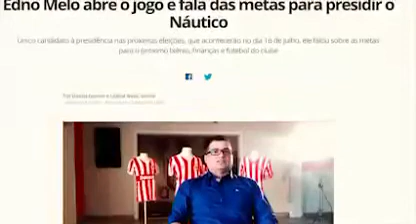 Edno Melo abre o jogo e fala das metas para presidir o
Náutico
Único candidato à presidência nas próximas eleições, que acontecerão no dia 16 de julho, ele falou sobre as metas
para o próximo biênio, finanças e futebol do clube